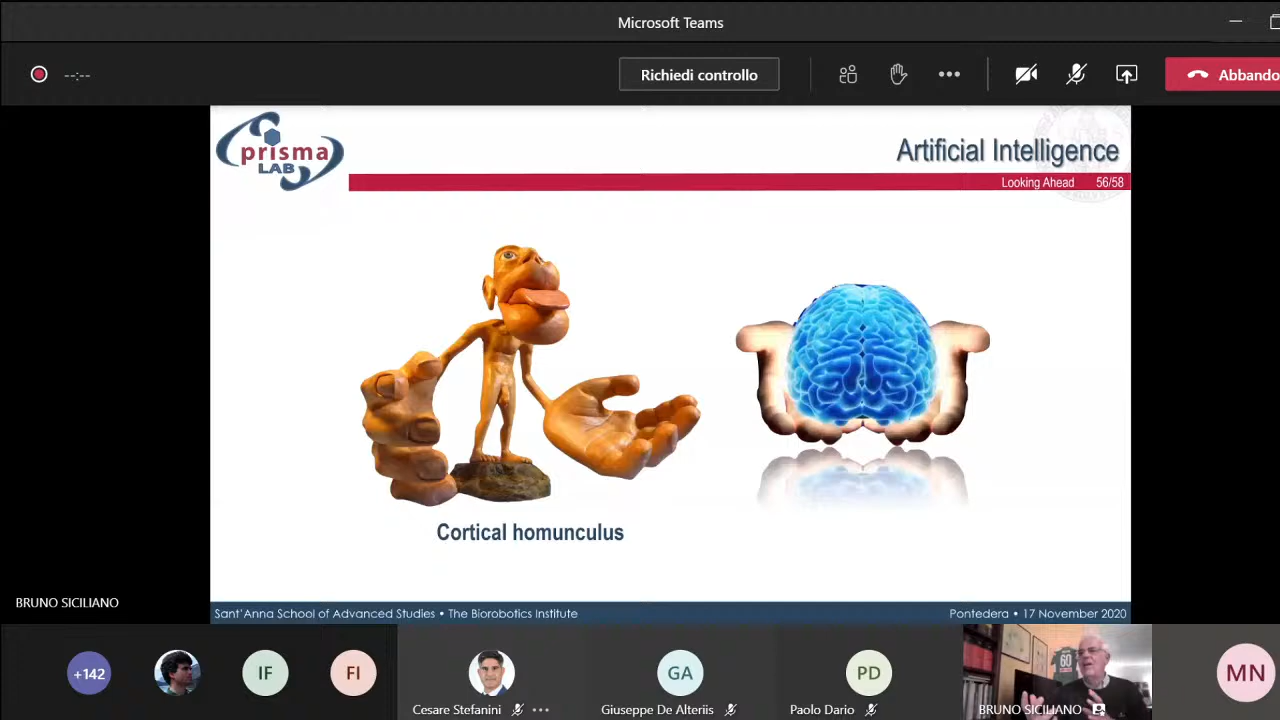 Microsoft Teams
--:--
Richiedi controllo
Abbando
prisma
LAB
Artificial Intelligence
Looking Ahead 56/58
Cortical homunculus
BRUNO SICILIANO
Sant'Anna School of Advanced Studies • The Biorobotics Institute
Pontedera • 17 November 2020
+142
IF
FI
GA
PD
60
MN
Cesare Stefanini
Giuseppe De Alteriis
Paolo Dario
BRUNO SICILIANO